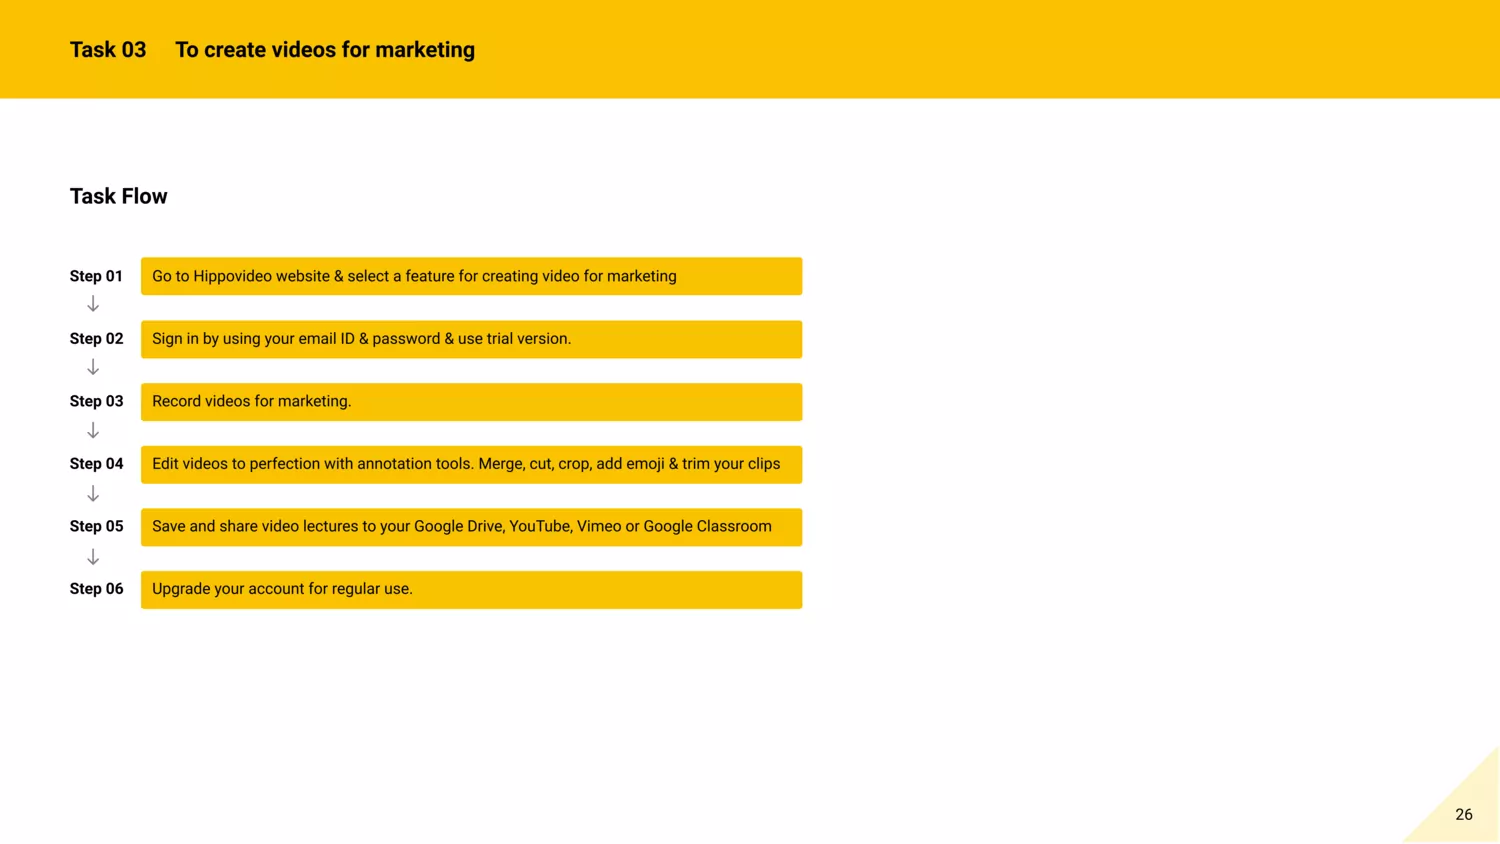 Task 03 To create videos for marketing
Task Flow
Step 01 Go to Hippovideo website & select a feature for creating video for marketing
Step 02 Sign in by using your email ID & password & use trial version.
Step 03 Record videos for marketing.
Step 04 Edit videos to perfection with annotation tools. Merge, cut, crop, add emoji & trim your clips
Step 05 Save and share video lectures to your Google Drive, YouTube, Vimeo or Google Classroom
Step 06 Upgrade your account for regular use.
26